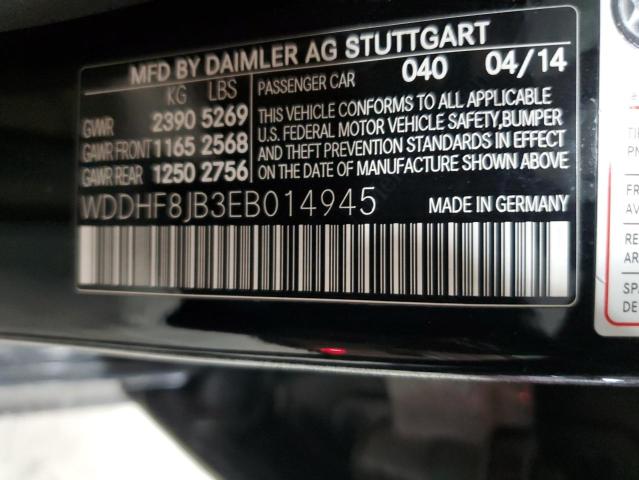 MFD BY DAIMLER AG STUTTGART
KG LBS
GVWR 2390 5269
GAWR FRONT 1165 2568
GAWR REAR 1250 2756
PASSENGER CAR 040 04/14
THIS VEHICLE CONFORMS TO ALL APPLICABLE
U.S. FEDERAL MOTOR VEHICLE SAFETY,BUMPER
AND THEFT PREVENTION STANDARDS IN EFFECT
ON THE DATE OF MANUFACTURE SHOWN ABOVE
WDDHF8JB3EB014945
MADE IN GERMANY